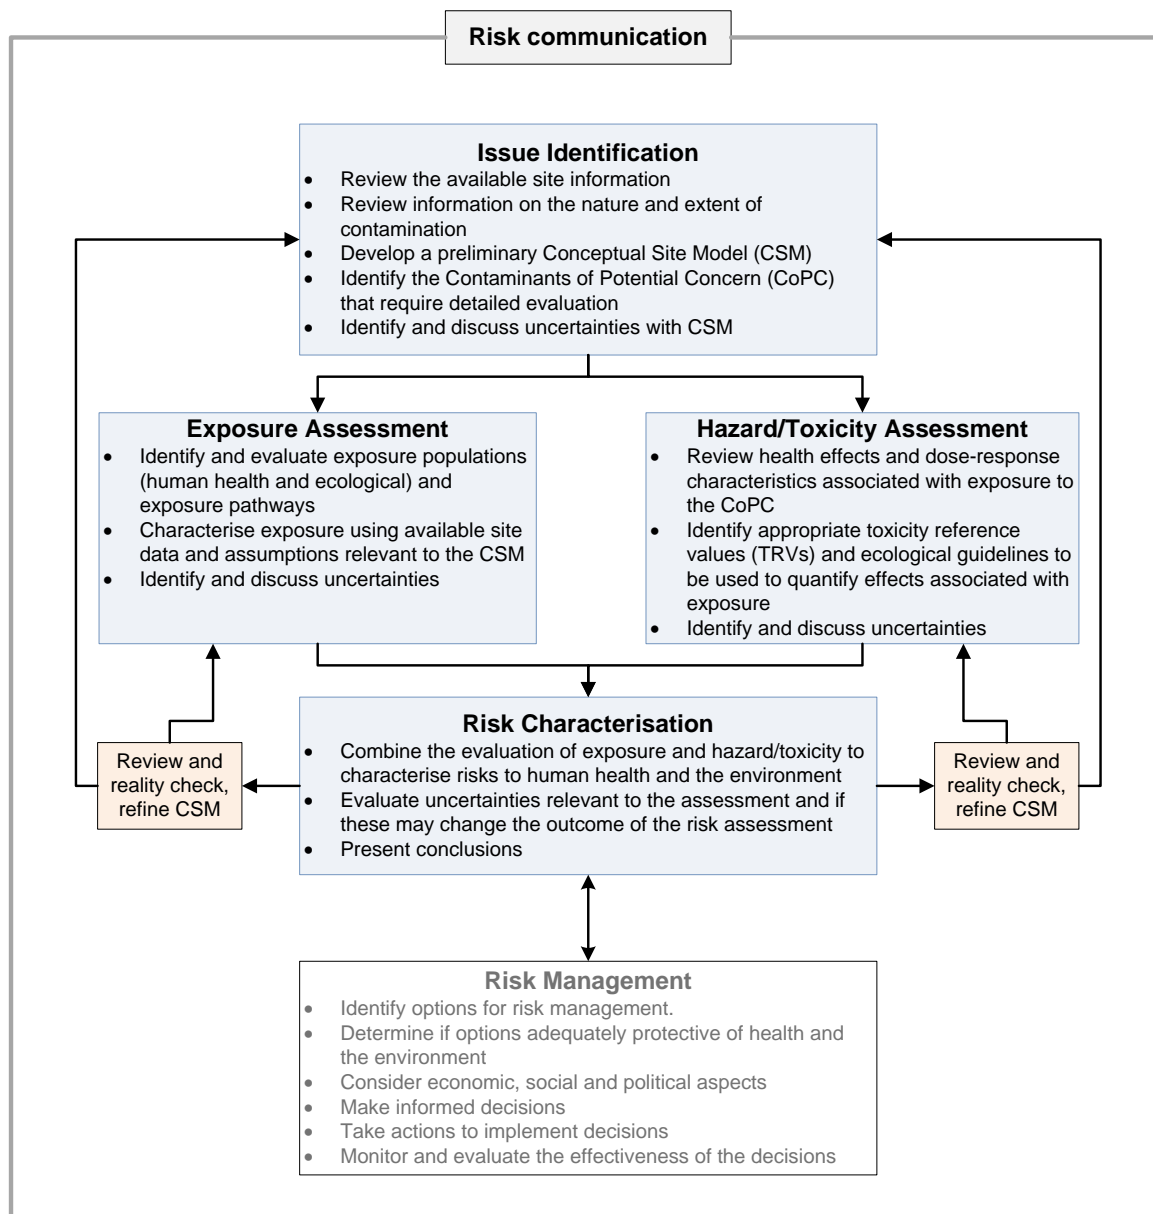 Risk communication
Issue Identification
• Review the available site information
• Review information on the nature and extent of
contamination
• Develop a preliminary Conceptual Site Model (CSM)
• Identify the Contaminants of Potential Concern (CoPC)
that require detailed evaluation
• Identify and discuss uncertainties with CSM
Exposure Assessment
• Identify and evaluate exposure populations
(human health and ecological) and
exposure pathways
• Characterise exposure using available site
data and assumptions relevant to the CSM
• Identify and discuss uncertainties
Hazard/Toxicity Assessment
• Review health effects and dose-response
characteristics associated with exposure to
the CoPC
• Identify appropriate toxicity reference
values (TRVs) and ecological guidelines to
be used to quantify effects associated with
exposure
• Identify and discuss uncertainties
Review and
reality check,
refine CSM
Risk Characterisation
• Combine the evaluation of exposure and hazard/toxicity to
characterise risks to human health and the environment
• Evaluate uncertainties relevant to the assessment and if
these may change the outcome of the risk assessment
• Present conclusions
Review and
reality check,
refine CSM
Risk Management
• Identify options for risk management.
• Determine if options adequately protective of health and
the environment
• Consider economic, social and political aspects
• Make informed decisions
• Take actions to implement decisions
• Monitor and evaluate the effectiveness of the decisions